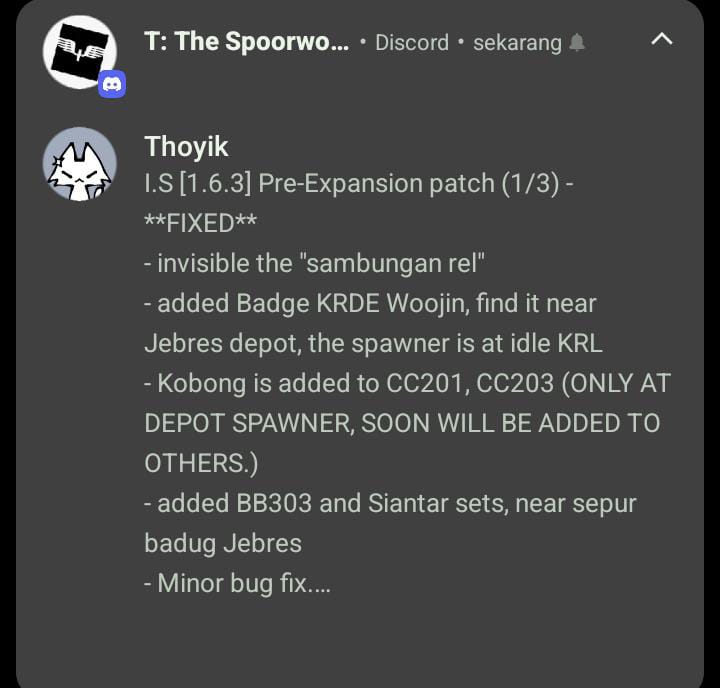 T: The Spoorwo... • Discord • sekarang
Thoyik
I.S [1.6.3] Pre-Expansion patch (1/3) -
**FIXED**
- invisible the "sambungan rel"
- added Badge KRDE Woojin, find it near
Jebres depot, the spawner is at idle KRL
- Kobong is added to CC201, CC203 (ONLY AT
DEPOT SPAWNER, SOON WILL BE ADDED TO
OTHERS.)
- added BB303 and Siantar sets, near sepur
badug Jebres
- Minor bug fix....